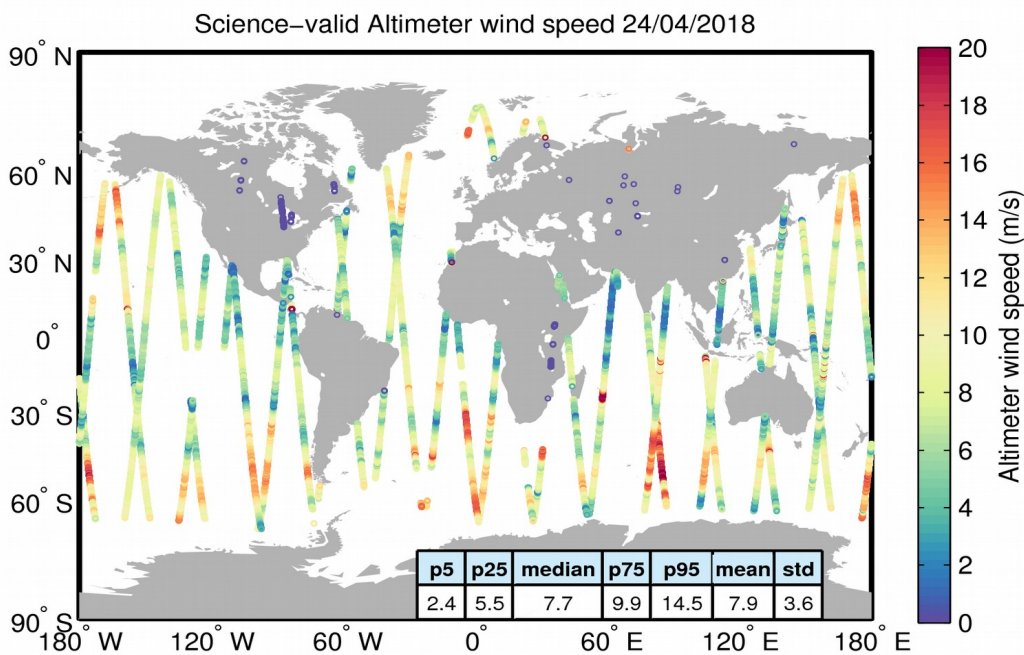 Science−valid Altimeter wind speed 24/04/2018
90° N
60° N
30° N
0°
30° S
60° S
90° S
180° W
120° W
60° W
0°
60° E
120° E
180° E
p5 p25 median p75 p95 mean std
2.4 5.5 7.7 9.9 14.5 7.9 3.6
20
18
16
14
12
10
8
6
4
2
0
Altimeter wind speed (m/s)